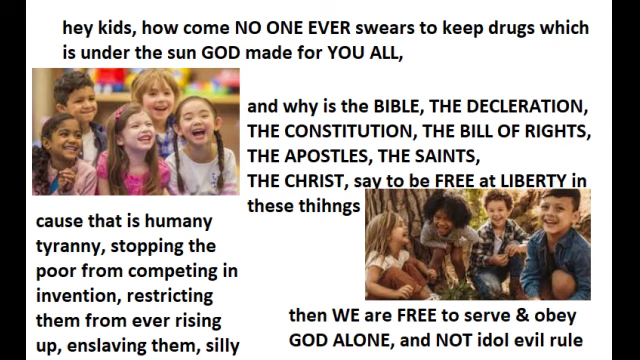 hey kids, how come NO ONE EVER swears to keep drugs which
is under the sun GOD made for YOU ALL,
and why is the BIBLE, THE DECLERATION,
THE CONSTITUTION, THE BILL OF RIGHTS,
THE APOSTLES, THE SAINTS,
THE CHRIST, say to be FREE at LIBERTY in
these thihngs
cause that is humany
tyranny, stopping the
poor from competing in
invention, restricting
them from ever rising
up, enslaving them, silly
then WE are FREE to serve & obey
GOD ALONE, and NOT idol evil rule